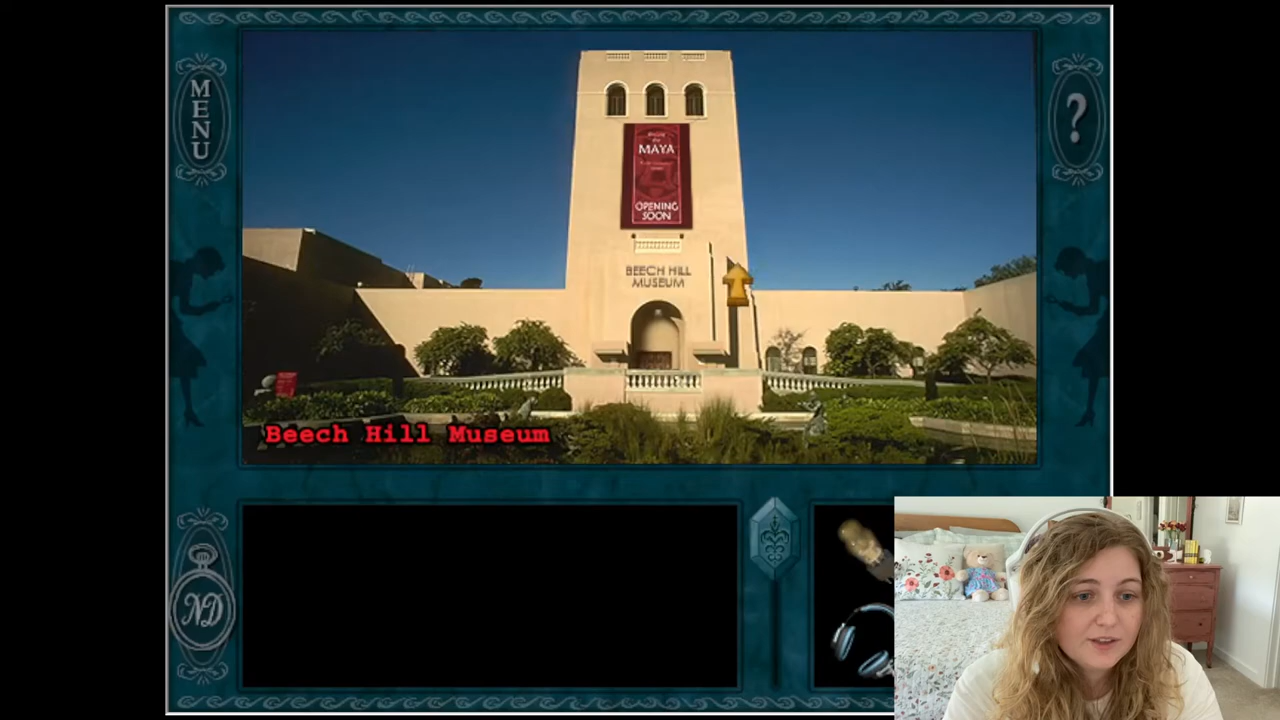 MENU
?
MAYA
OPENING
SOON
BEECH HILL
MUSEUM
Beech Hill Museum
ND